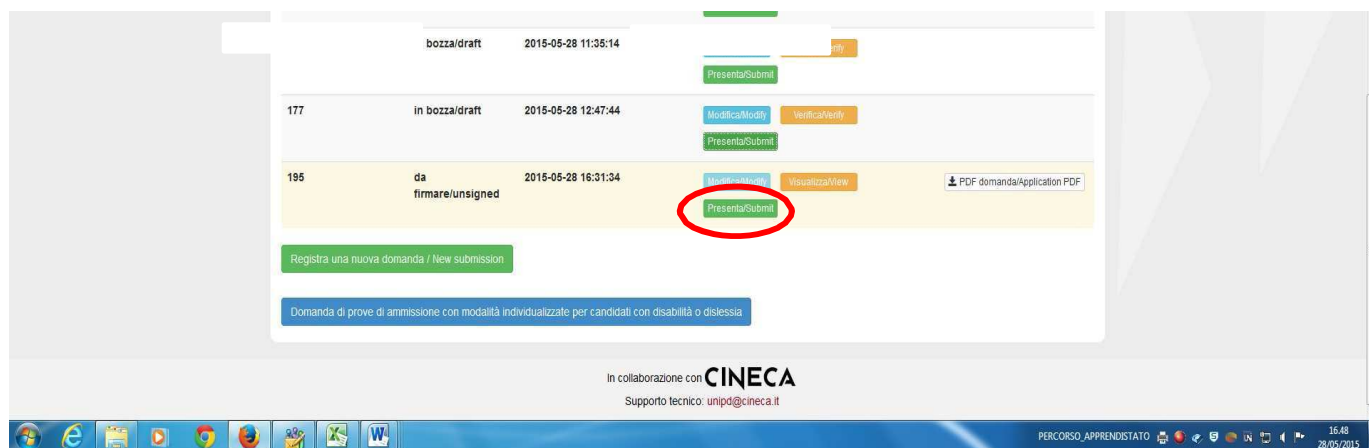 bozza/draft 2015-05-28 11:35:14
Presenta/Submit
177 in bozza/draft 2015-05-28 12:47:44 Modifica/Modify Verifica/Verify
Presenta/Submit
195 da firmare/unsigned 2015-05-28 16:31:34 Modifica/Modify Visualizza/View PDF domanda/Application PDF
Presenta/Submit
Registra una nuova domanda / New submission
Domanda di prove di ammissione con modalità individualizzate per candidati con disabilità o dislessia
In collaborazione con CINECA
Supporto tecnico: unipd@cineca.it
PERCORSO_APPRENDISTATO 16.48
28/05/2015